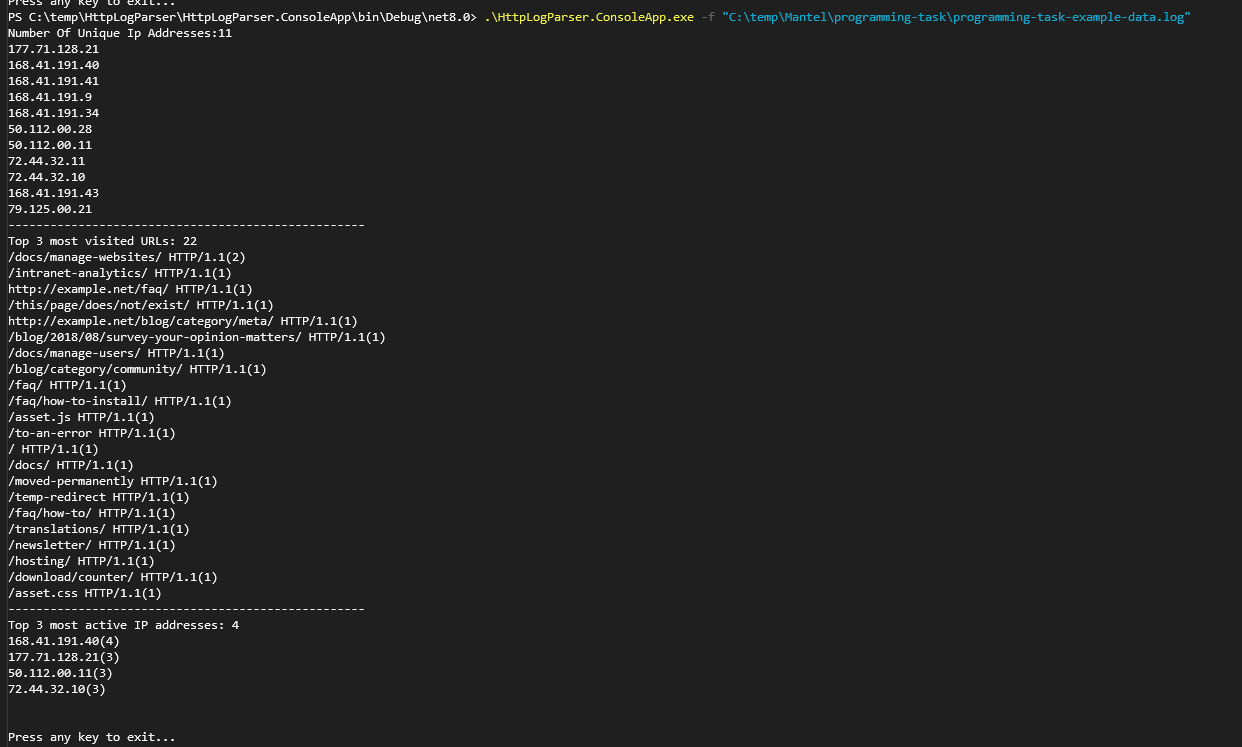 Press any key to exit...
PS C:\temp\HttpLogParser\HttpLogParser.ConsoleApp\bin\Debug\net8.0> .\HttpLogParser.ConsoleApp.exe -f "C:\temp\Mantel\programming-task\programming-task-example-data.log"
Number Of Unique Ip Addresses:11
177.71.128.21
168.41.191.40
168.41.191.41
168.41.191.9
168.41.191.34
50.112.00.28
50.112.00.11
72.44.32.11
72.44.32.10
168.41.191.43
79.125.00.21
---------------------------------------------------
Top 3 most visited URLs: 22
/docs/manage-websites/ HTTP/1.1(2)
/intranet-analytics/ HTTP/1.1(1)
http://example.net/faq/ HTTP/1.1(1)
/this/page/does/not/exist/ HTTP/1.1(1)
http://example.net/blog/category/meta/ HTTP/1.1(1)
/blog/2018/08/survey-your-opinion-matters/ HTTP/1.1(1)
/docs/manage-users/ HTTP/1.1(1)
/blog/category/community/ HTTP/1.1(1)
/faq/ HTTP/1.1(1)
/faq/how-to-install/ HTTP/1.1(1)
/asset.js HTTP/1.1(1)
/to-an-error HTTP/1.1(1)
/ HTTP/1.1(1)
/docs/ HTTP/1.1(1)
/moved-permanently HTTP/1.1(1)
/temp-redirect HTTP/1.1(1)
/faq/how-to/ HTTP/1.1(1)
/translations/ HTTP/1.1(1)
/newsletter/ HTTP/1.1(1)
/hosting/ HTTP/1.1(1)
/download/counter/ HTTP/1.1(1)
/asset.css HTTP/1.1(1)
---------------------------------------------------
Top 3 most active IP addresses: 4
168.41.191.40(4)
177.71.128.21(3)
50.112.00.11(3)
72.44.32.10(3)
Press any key to exit...